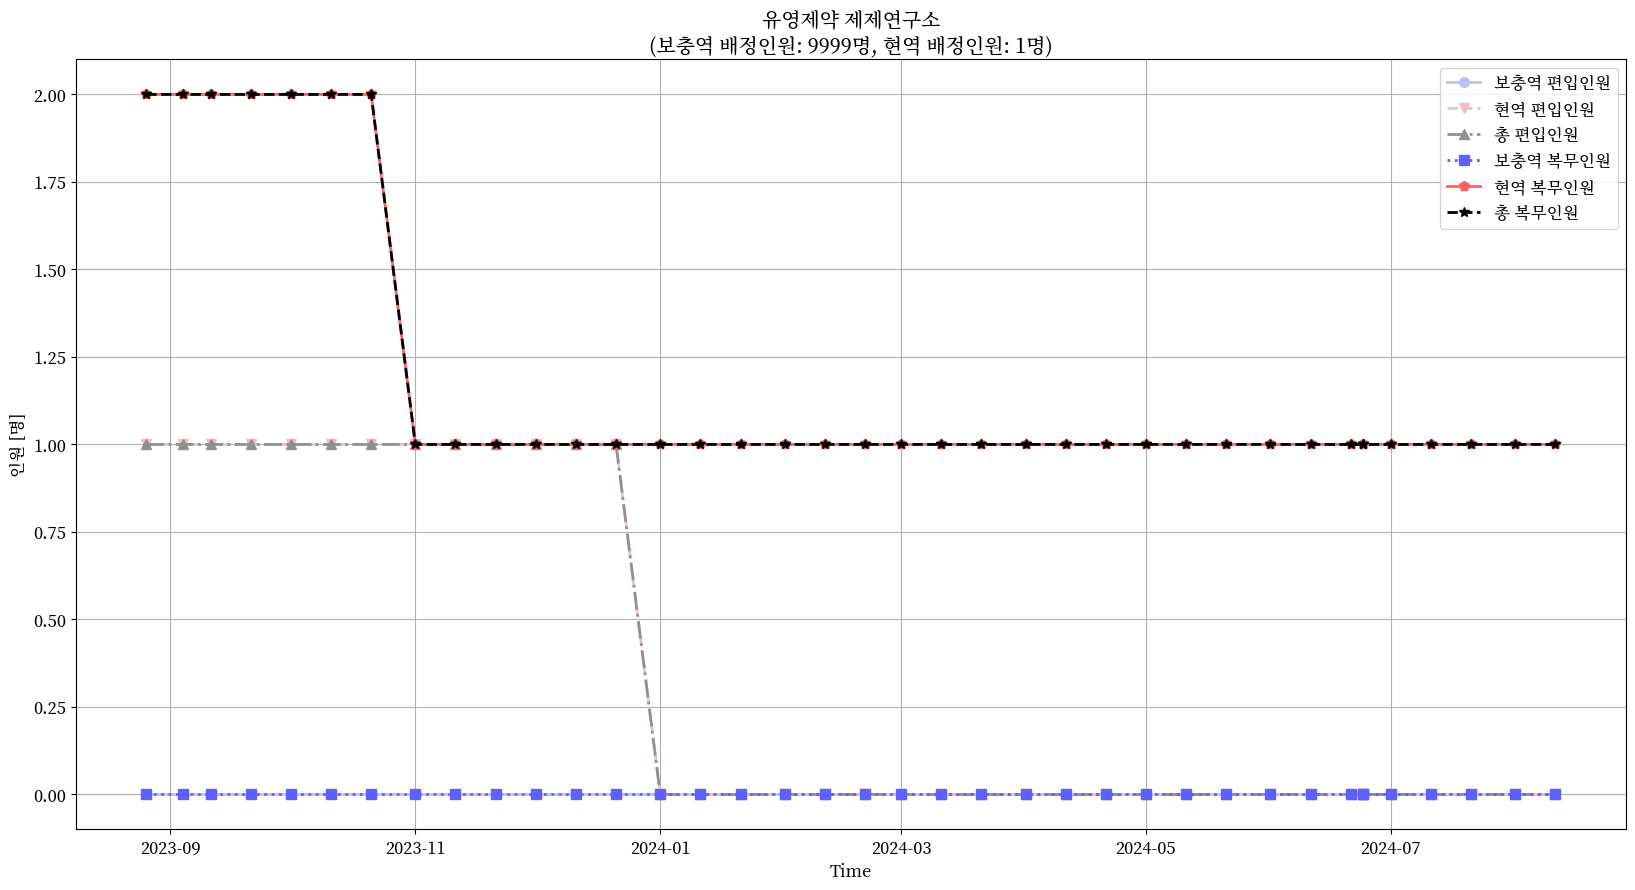 유영제약 제제연구소
(보충역 배정인원: 9999명, 현역 배정인원: 1명)
보충역 편입인원
현역 편입인원
총 편입인원
보충역 복무인원
현역 복무인원
총 복무인원
인원 [명]
2.00
1.75
1.50
1.25
1.00
0.75
0.50
0.25
0.00
2023-09
2023-11
2024-01
2024-03
2024-05
2024-07
Time